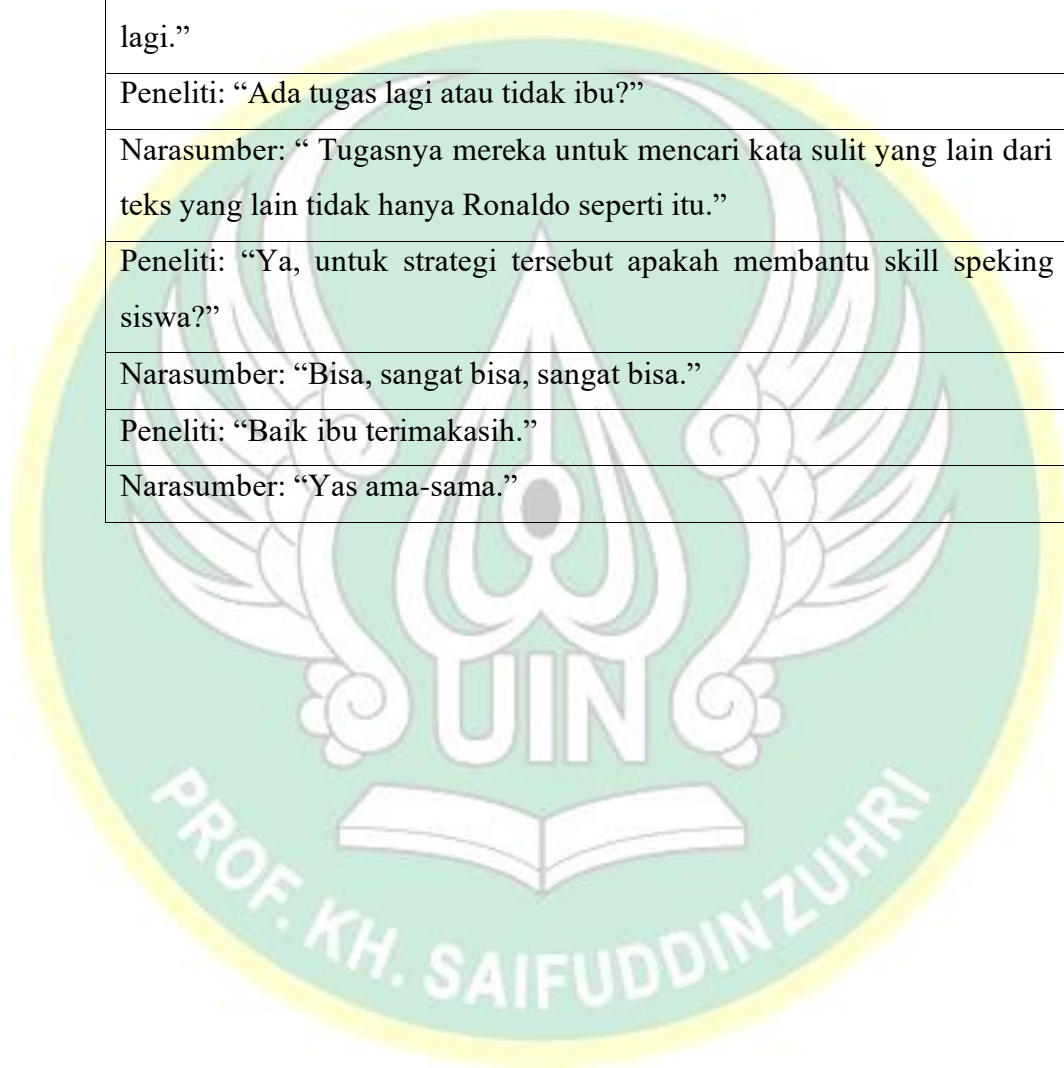 lagi.”
Peneliti: “Ada tugas lagi atau tidak ibu?”
Narasumber: “ Tugasnya mereka untuk mencari kata sulit yang lain dari
teks yang lain tidak hanya Ronaldo seperti itu.”
Peneliti: “Ya, untuk strategi tersebut apakah membantu skill speking
siswa?”
Narasumber: “Bisa, sangat bisa, sangat bisa.”
Peneliti: “Baik ibu terimakasih.”
Narasumber: “Yas ama-sama.”
UIN
PROF. KH. SAIFUDDIN ZUHRI